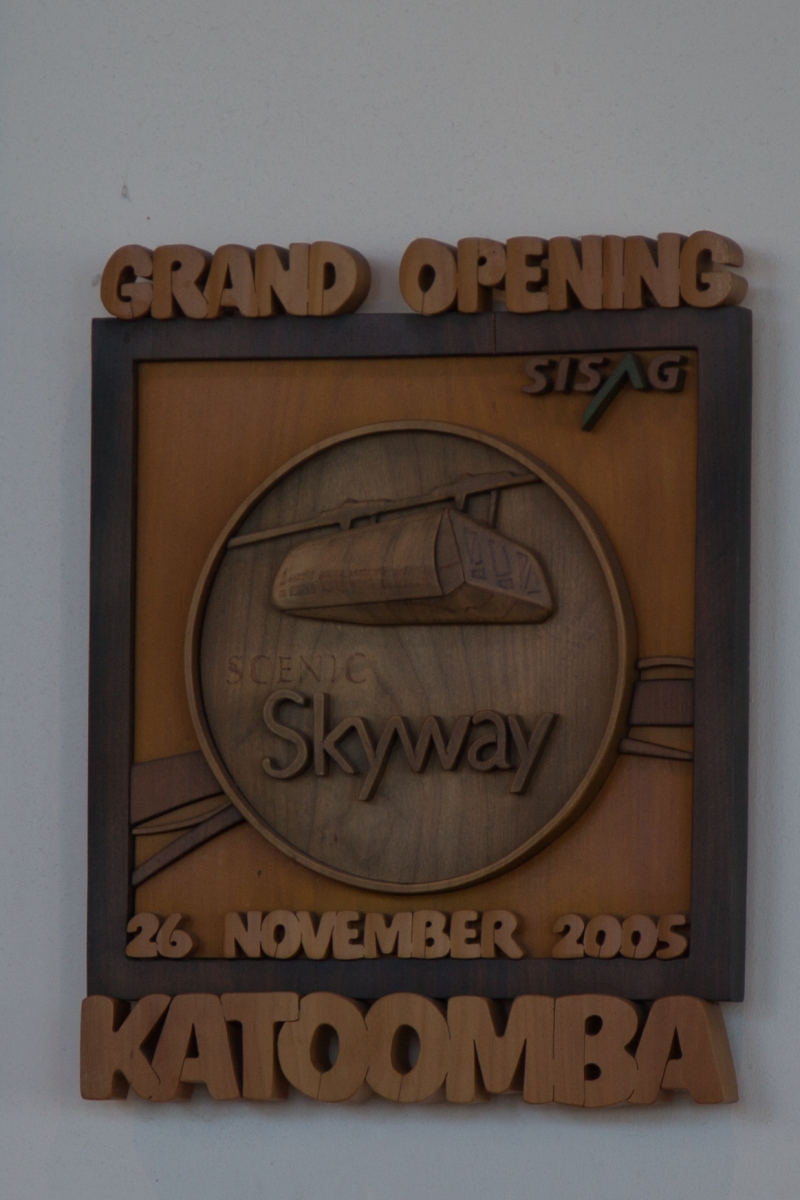 GRAND OPENING
SISAG
SCENIC
Skyway
26 NOVEMBER 2005
KATOOMBA